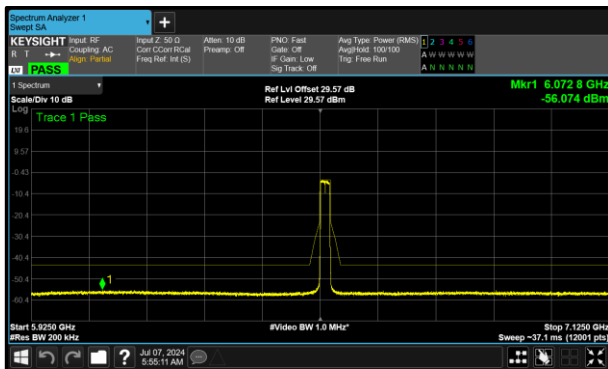 Spectrum Analyzer 1
Swept SA
+
KEYSIGHT
R T
LXI
PASS
Input: RF
Coupling: AC
Align: Partial
Input Z: 50 Ω
Corr CCorr RCal
Freq Ref: Int (S)
Atten: 10 dB
Preamp: Off
PNO: Fast
Gate: Off
IF Gain: Low
Sig Track: Off
Avg Type: Power (RMS)
Avg|Hold: 100/100
Trig: Free Run
1 2 3 4 5 6
A W W W W W
A N N N N N
1 Spectrum
Scale/Div 10 dB
Ref Lvl Offset 29.57 dB
Ref Level 29.57 dBm
Mkr1 6.072 8 GHz
-56.074 dBm
Log
Trace 1 Pass
19.6
9.57
-0.43
-10.4
-20.4
-30.4
-40.4
-50.4
-60.4
1
Start 5.9250 GHz
#Res BW 200 kHz
#Video BW 1.0 MHz*
Stop 7.1250 GHz
Sweep ~37.1 ms (12001 pts)
?
Jul 07, 2024
5:55:11 AM